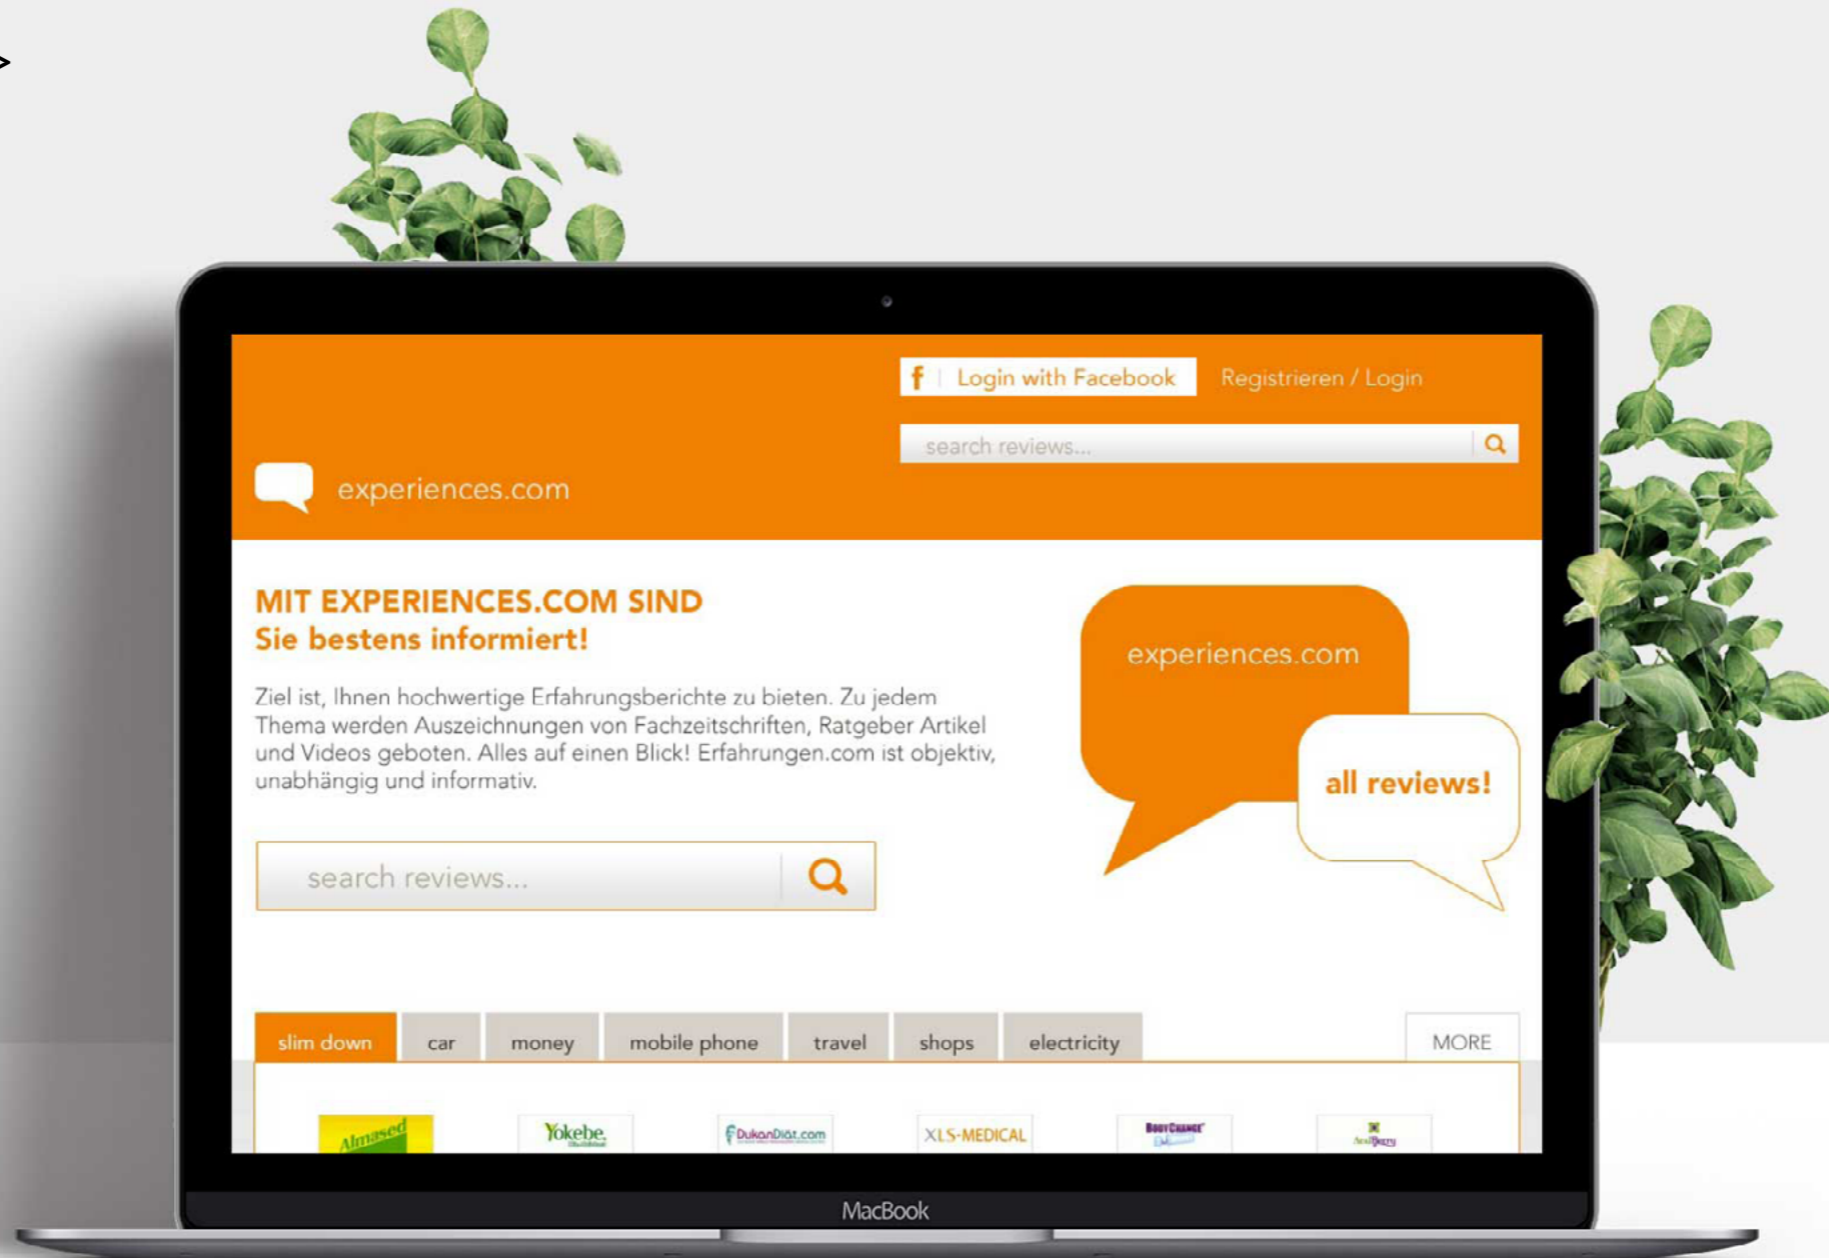 >
f | Login with Facebook
Registrieren / Login
search reviews...
experiences.com
MIT EXPERIENCES.COM SIND
Sie bestens informiert!
Ziel ist, Ihnen hochwertige Erfahrungsberichte zu bieten. Zu jedem
Thema werden Auszeichnungen von Fachzeitschriften, Ratgeber Artikel
und Videos geboten. Alles auf einen Blick! Erfahrungen.com ist objektiv,
unabhängig und informativ.
search reviews...
experiences.com
all reviews!
slim down
car
money
mobile phone
travel
shops
electricity
MORE
Almased
Yokebe
DukanDiät.com
XLS-MEDICAL
BODYCHANGE
MacBook